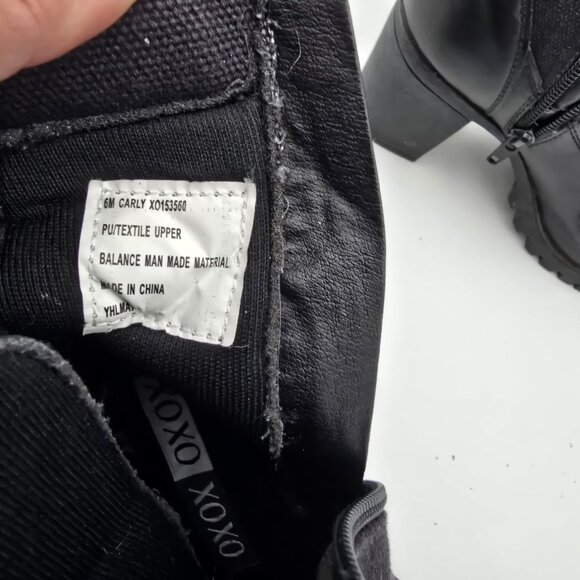 6M CARLY XO153560
PU/TEXTILE UPPER
BALANCE MAN MADE MATERIAL
MADE IN CHINA
XOXO
XOXO